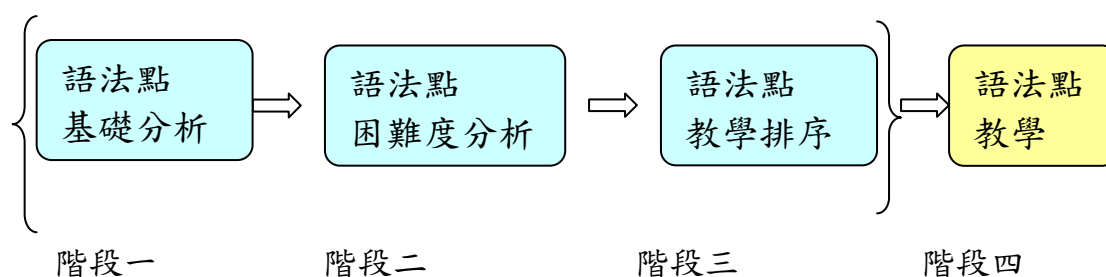 語法點
基礎分析
語法點
困難度分析
語法點
教學排序
語法點
教學
階段一
階段二
階段三
階段四